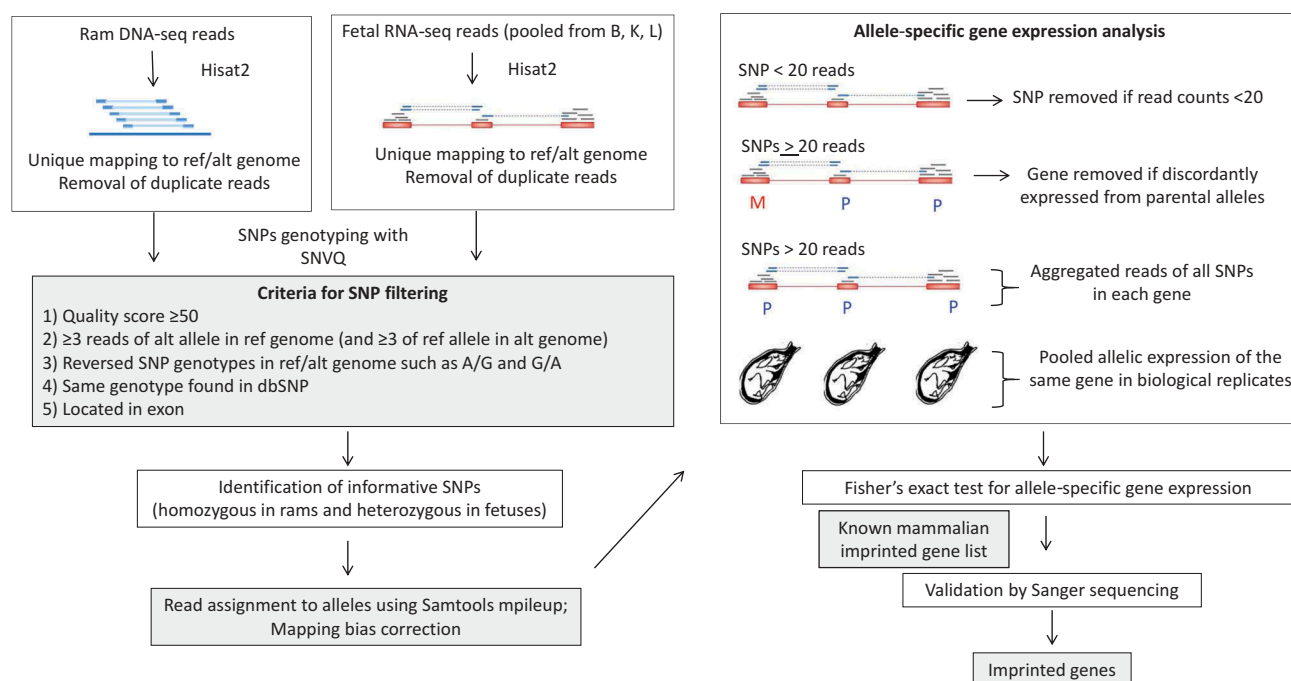 Ram DNA-seq reads
Hisat2
Unique mapping to ref/alt genome
Removal of duplicate reads
Fetal RNA-seq reads (pooled from B, K, L)
Hisat2
Unique mapping to ref/alt genome
Removal of duplicate reads
SNPs genotyping with
SNVQ
Criteria for SNP filtering
1) Quality score ≥50
2) ≥3 reads of alt allele in ref genome (and ≥3 of ref allele in alt genome)
3) Reversed SNP genotypes in ref/alt genome such as A/G and G/A
4) Same genotype found in dbSNP
5) Located in exon
Identification of informative SNPs
(homozygous in rams and heterozygous in fetuses)
Read assignment to alleles using Samtools mpileup;
Mapping bias correction
Allele-specific gene expression analysis
SNP < 20 reads
SNP removed if read counts <20
SNPs > 20 reads
Gene removed if discordantly
expressed from parental alleles
M P P
SNPs > 20 reads
Aggregated reads of all SNPs
in each gene
P P P
Pooled allelic expression of the
same gene in biological replicates
Fisher's exact test for allele-specific gene expression
Known mammalian
imprinted gene list
Validation by Sanger sequencing
Imprinted genes